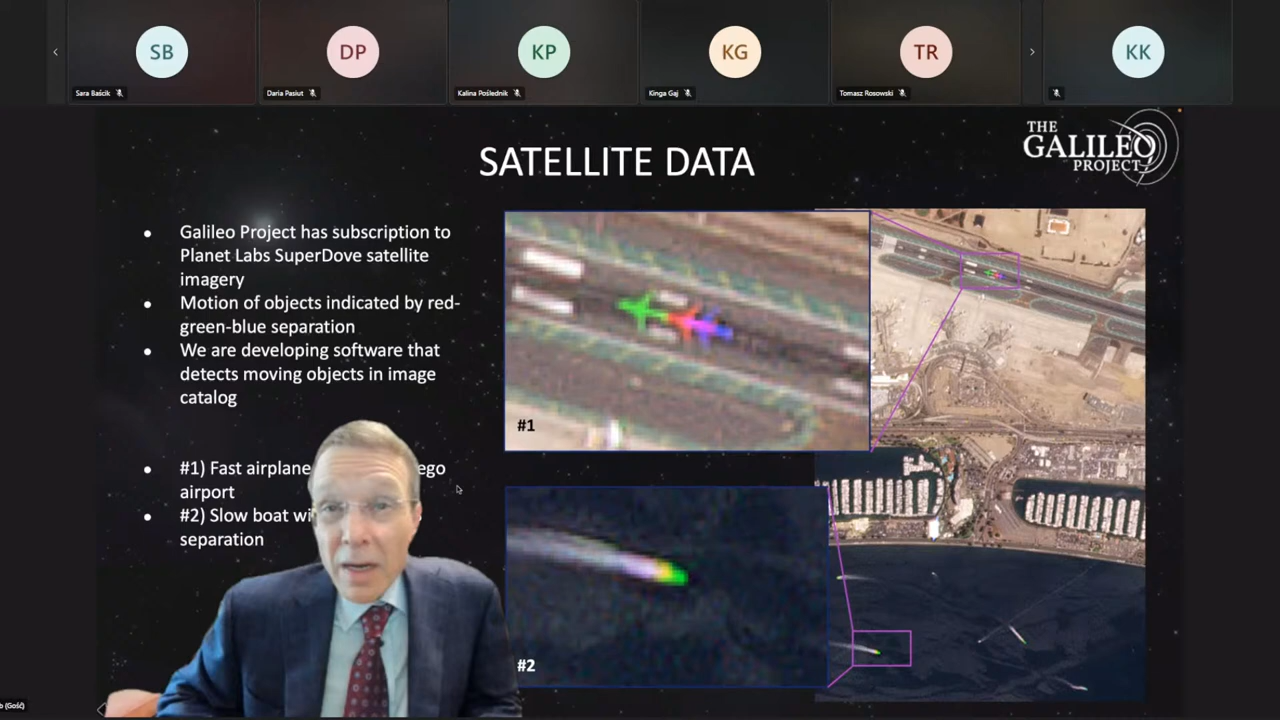 SB
DP
KP
KG
TR
KK
Sara Baścik
Daria Pasiut
Kalina Poślednik
Kinga Gaj
Tomasz Rosowski
THE
GALILEO
PROJECT
SATELLITE DATA
• Galileo Project has subscription to
Planet Labs SuperDove satellite
imagery
• Motion of objects indicated by red-
green-blue separation
• We are developing software that
detects moving objects in image
catalog
• #1) Fast airplane ego
airport
• #2) Slow boat wi
separation
#1
#2
b (Gość)